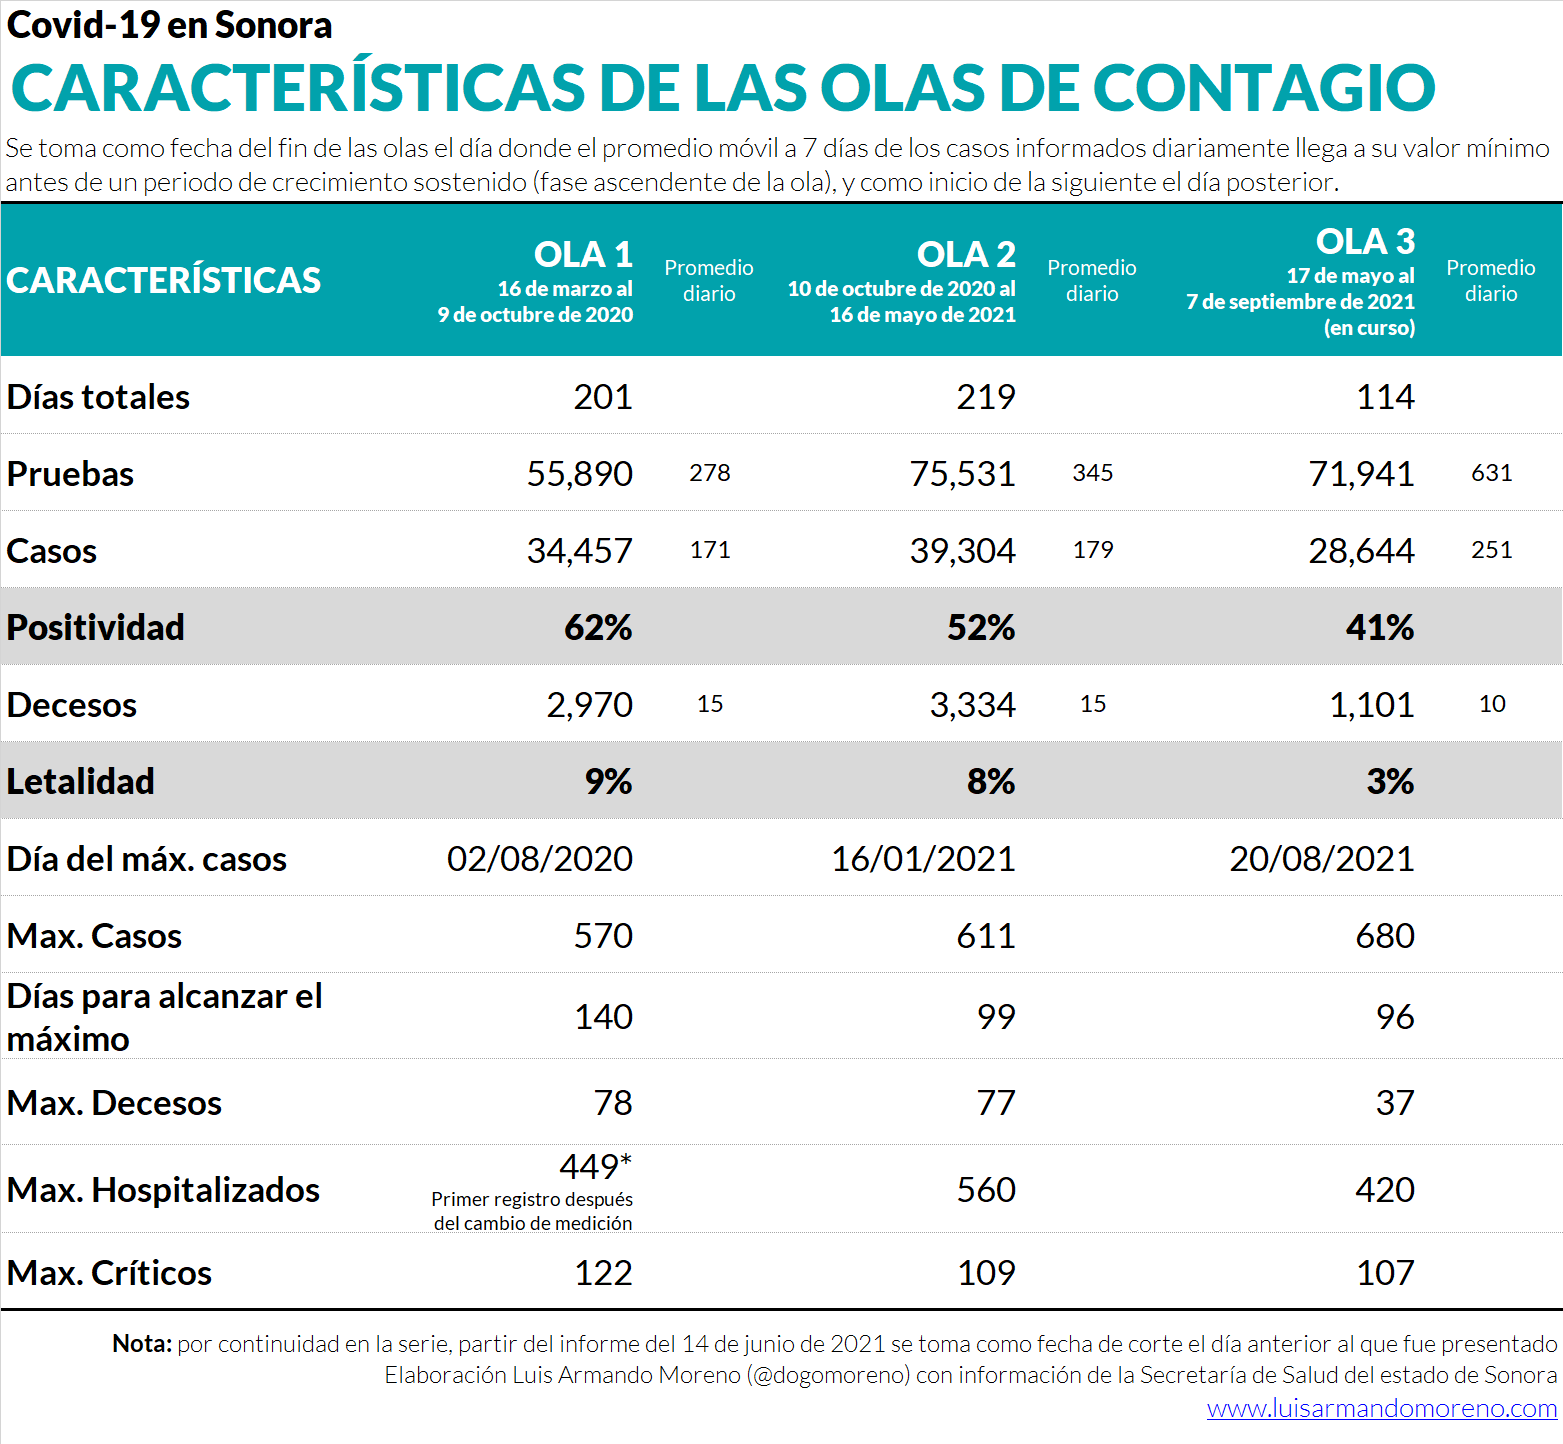 Covid-19 en Sonora
CARACTERÍSTICAS DE LAS OLAS DE CONTAGIO
Se toma como fecha del fin de las olas el día donde el promedio móvil a 7 días de los casos informados diariamente llega a su valor mínimo
antes de un periodo de crecimiento sostenido (fase ascendente de la ola), y como inicio de la siguiente el día posterior.
CARACTERÍSTICAS
OLA 1
16 de marzo al
9 de octubre de 2020
Promedio
diario
OLA 2
10 de octubre de 2020 al
16 de mayo de 2021
Promedio
diario
OLA 3
17 de mayo al
7 de septiembre de 2021
(en curso)
Promedio
diario
Días totales 201 219 114
Pruebas 55,890 278 75,531 345 71,941 631
Casos 34,457 171 39,304 179 28,644 251
Positividad 62% 52% 41%
Decesos 2,970 15 3,334 15 1,101 10
Letalidad 9% 8% 3%
Día del máx. casos 02/08/2020 16/01/2021 20/08/2021
Max. Casos 570 611 680
Días para alcanzar el
máximo 140 99 96
Max. Decesos 78 77 37
Max. Hospitalizados 449* 560 420
Primer registro después
del cambio de medición
Max. Críticos 122 109 107
Nota: por continuidad en la serie, partir del informe del 14 de junio de 2021 se toma como fecha de corte el día anterior al que fue presentado
Elaboración Luis Armando Moreno (@dogomoreno) con información de la Secretaría de Salud del estado de Sonora
www.luisarmandomoreno.com